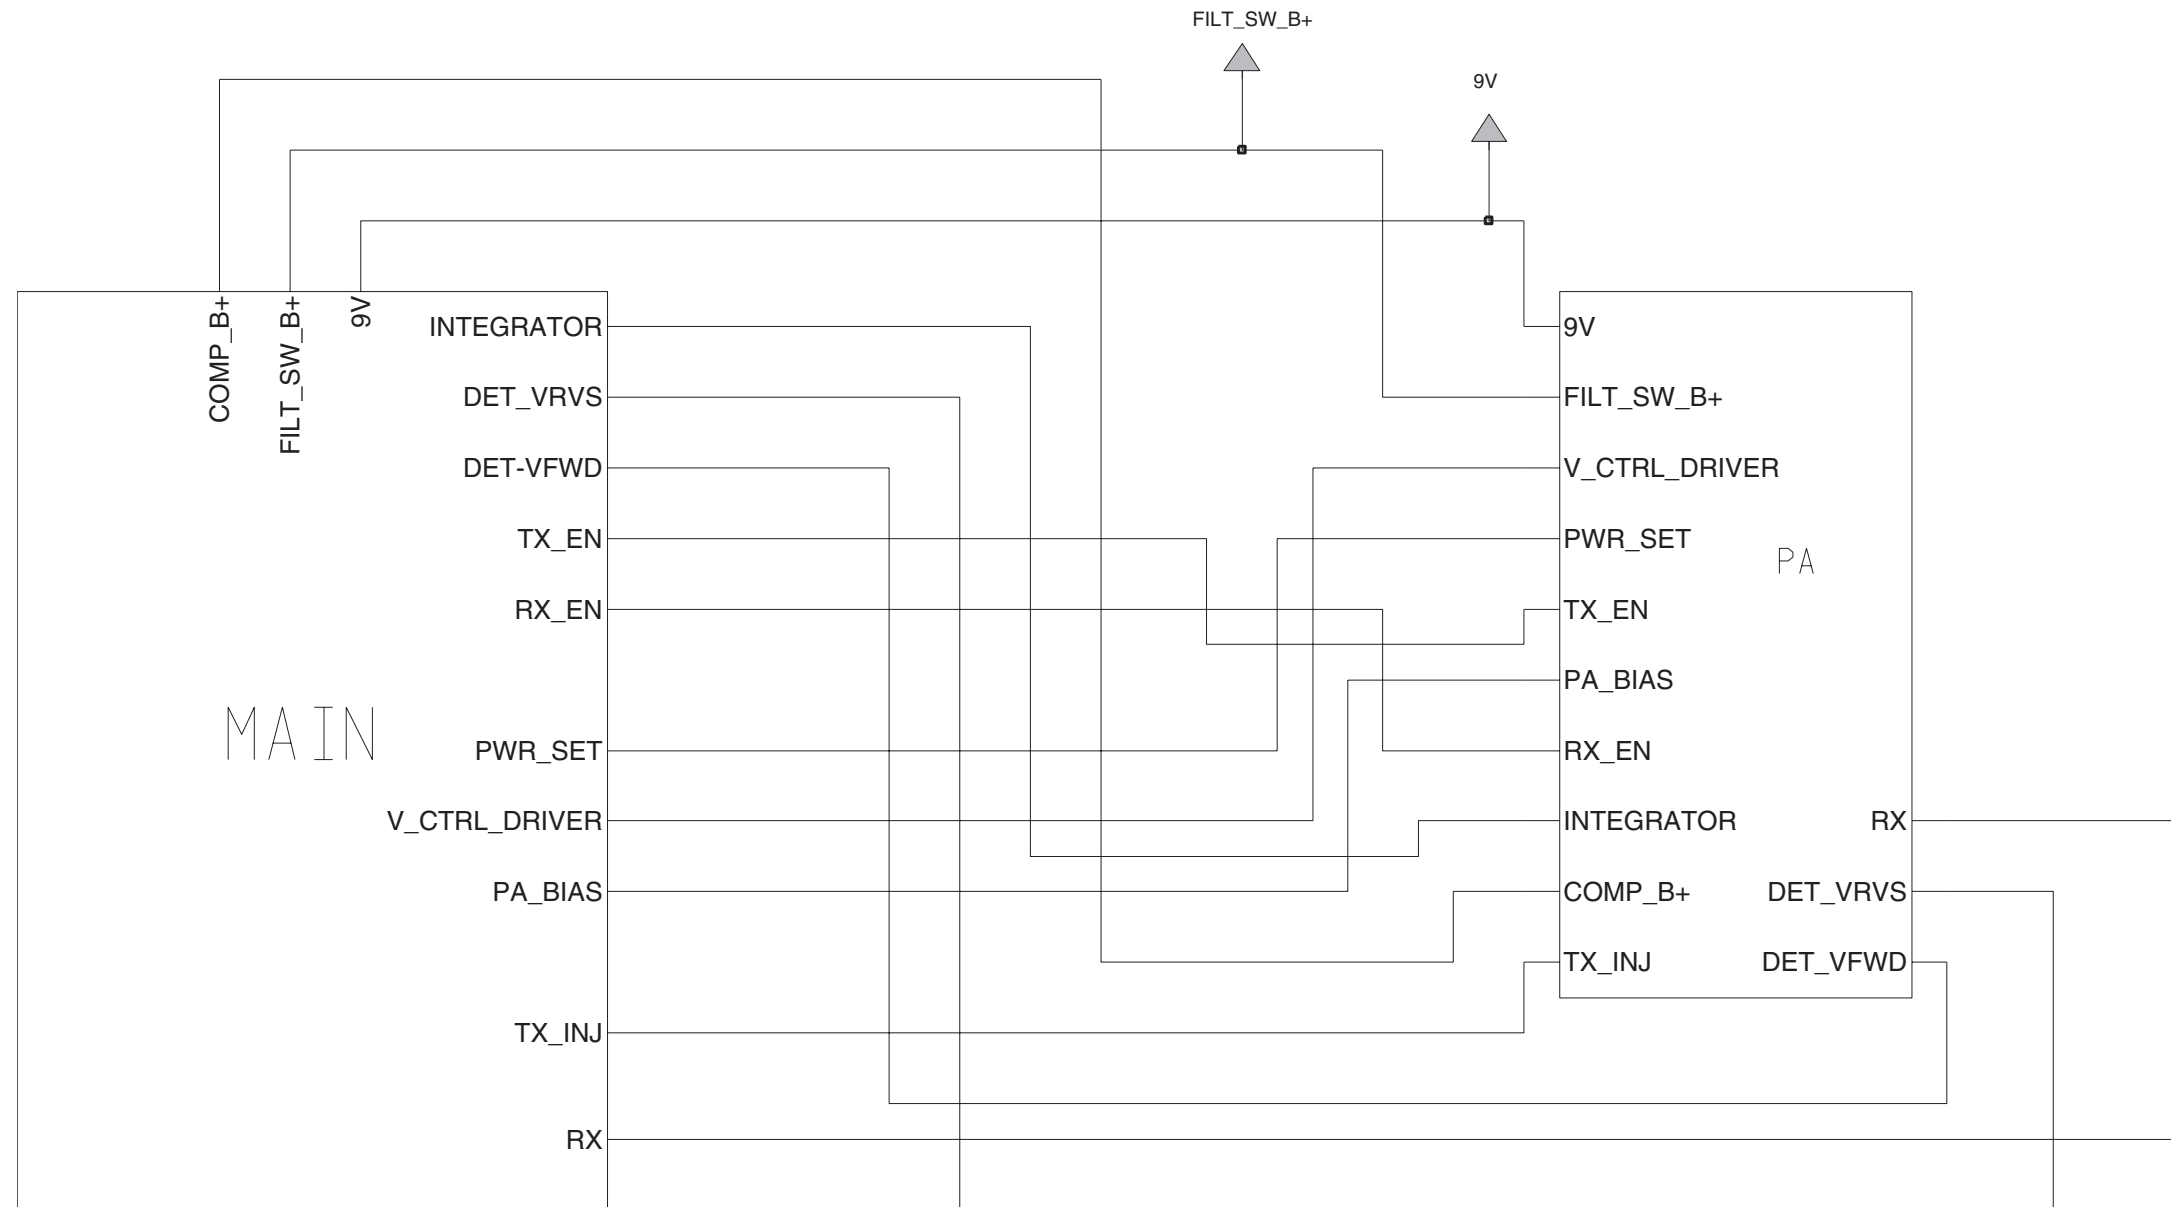 FILT_SW_B+
9V
COMP_B+
FILT_SW_B+
9V
INTEGRATOR
DET_VRVS
DET-VFWD
TX_EN
RX_EN
MAIN
PWR_SET
V_CTRL_DRIVER
PA_BIAS
TX_INJ
RX
9V
FILT_SW_B+
V_CTRL_DRIVER
PWR_SET
PA
TX_EN
PA_BIAS
RX_EN
INTEGRATOR
RX
COMP_B+
DET_VRVS
TX_INJ
DET_VFWD